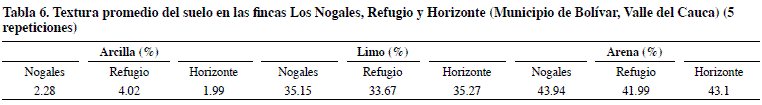 Tabla 6. Textura promedio del suelo en las fincas Los Nogales, Refugio y Horizonte (Municipio de Bolívar, Valle del Cauca) (5
repeticiones)
Arcilla (%) Limo (%) Arena (%)
Nogales Refugio Horizonte Nogales Refugio Horizonte Nogales Refugio Horizonte
2.28 4.02 1.99 35.15 33.67 35.27 43.94 41.99 43.1